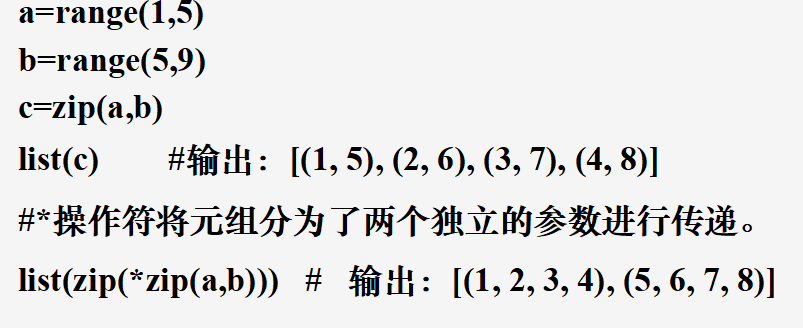 a=range(1,5)
b=range(5,9)
c=zip(a,b)
list(c) #输出：[(1, 5), (2, 6), (3, 7), (4, 8)]
#*操作符将元组分为了两个独立的参数进行传递。
list(zip(*zip(a,b))) # 输出：[(1, 2, 3, 4), (5, 6, 7, 8)]